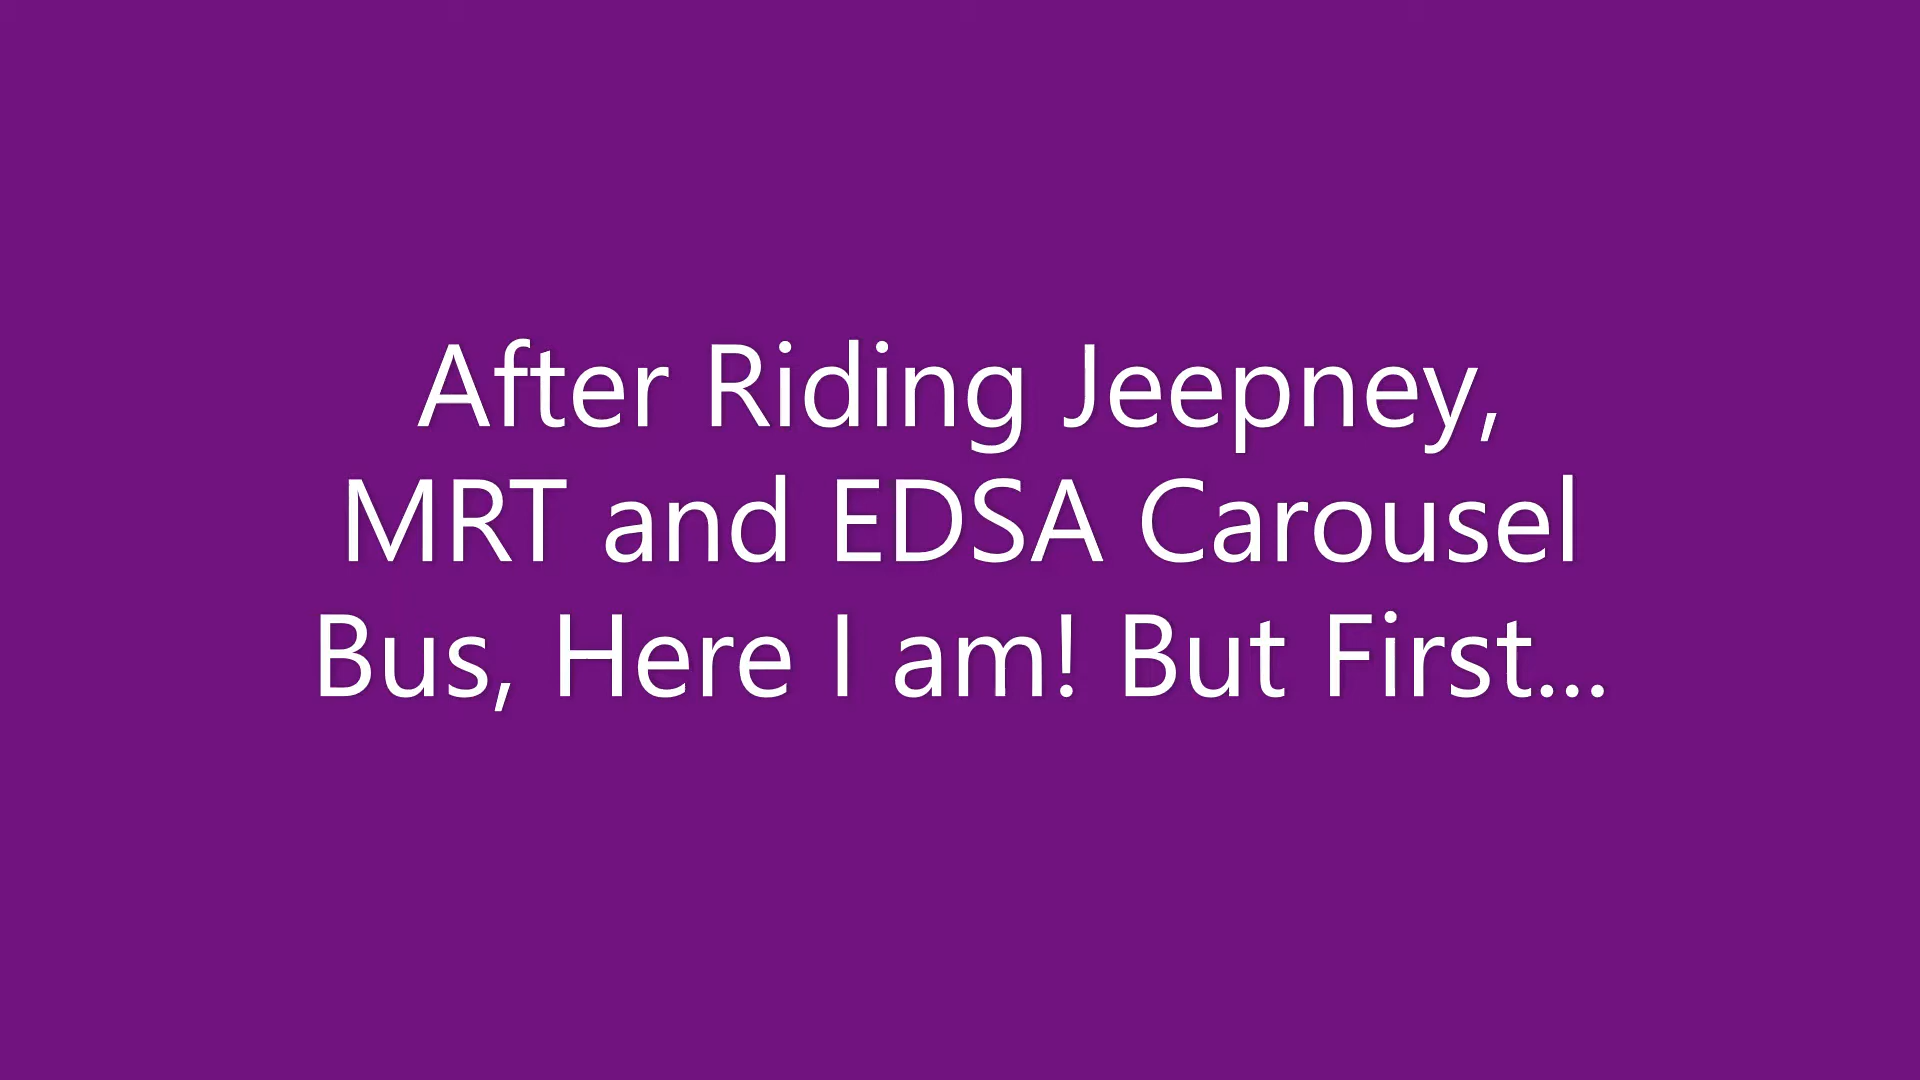 After Riding Jeepney,
MRT and EDSA Carousel
Bus, Here I am! But First...